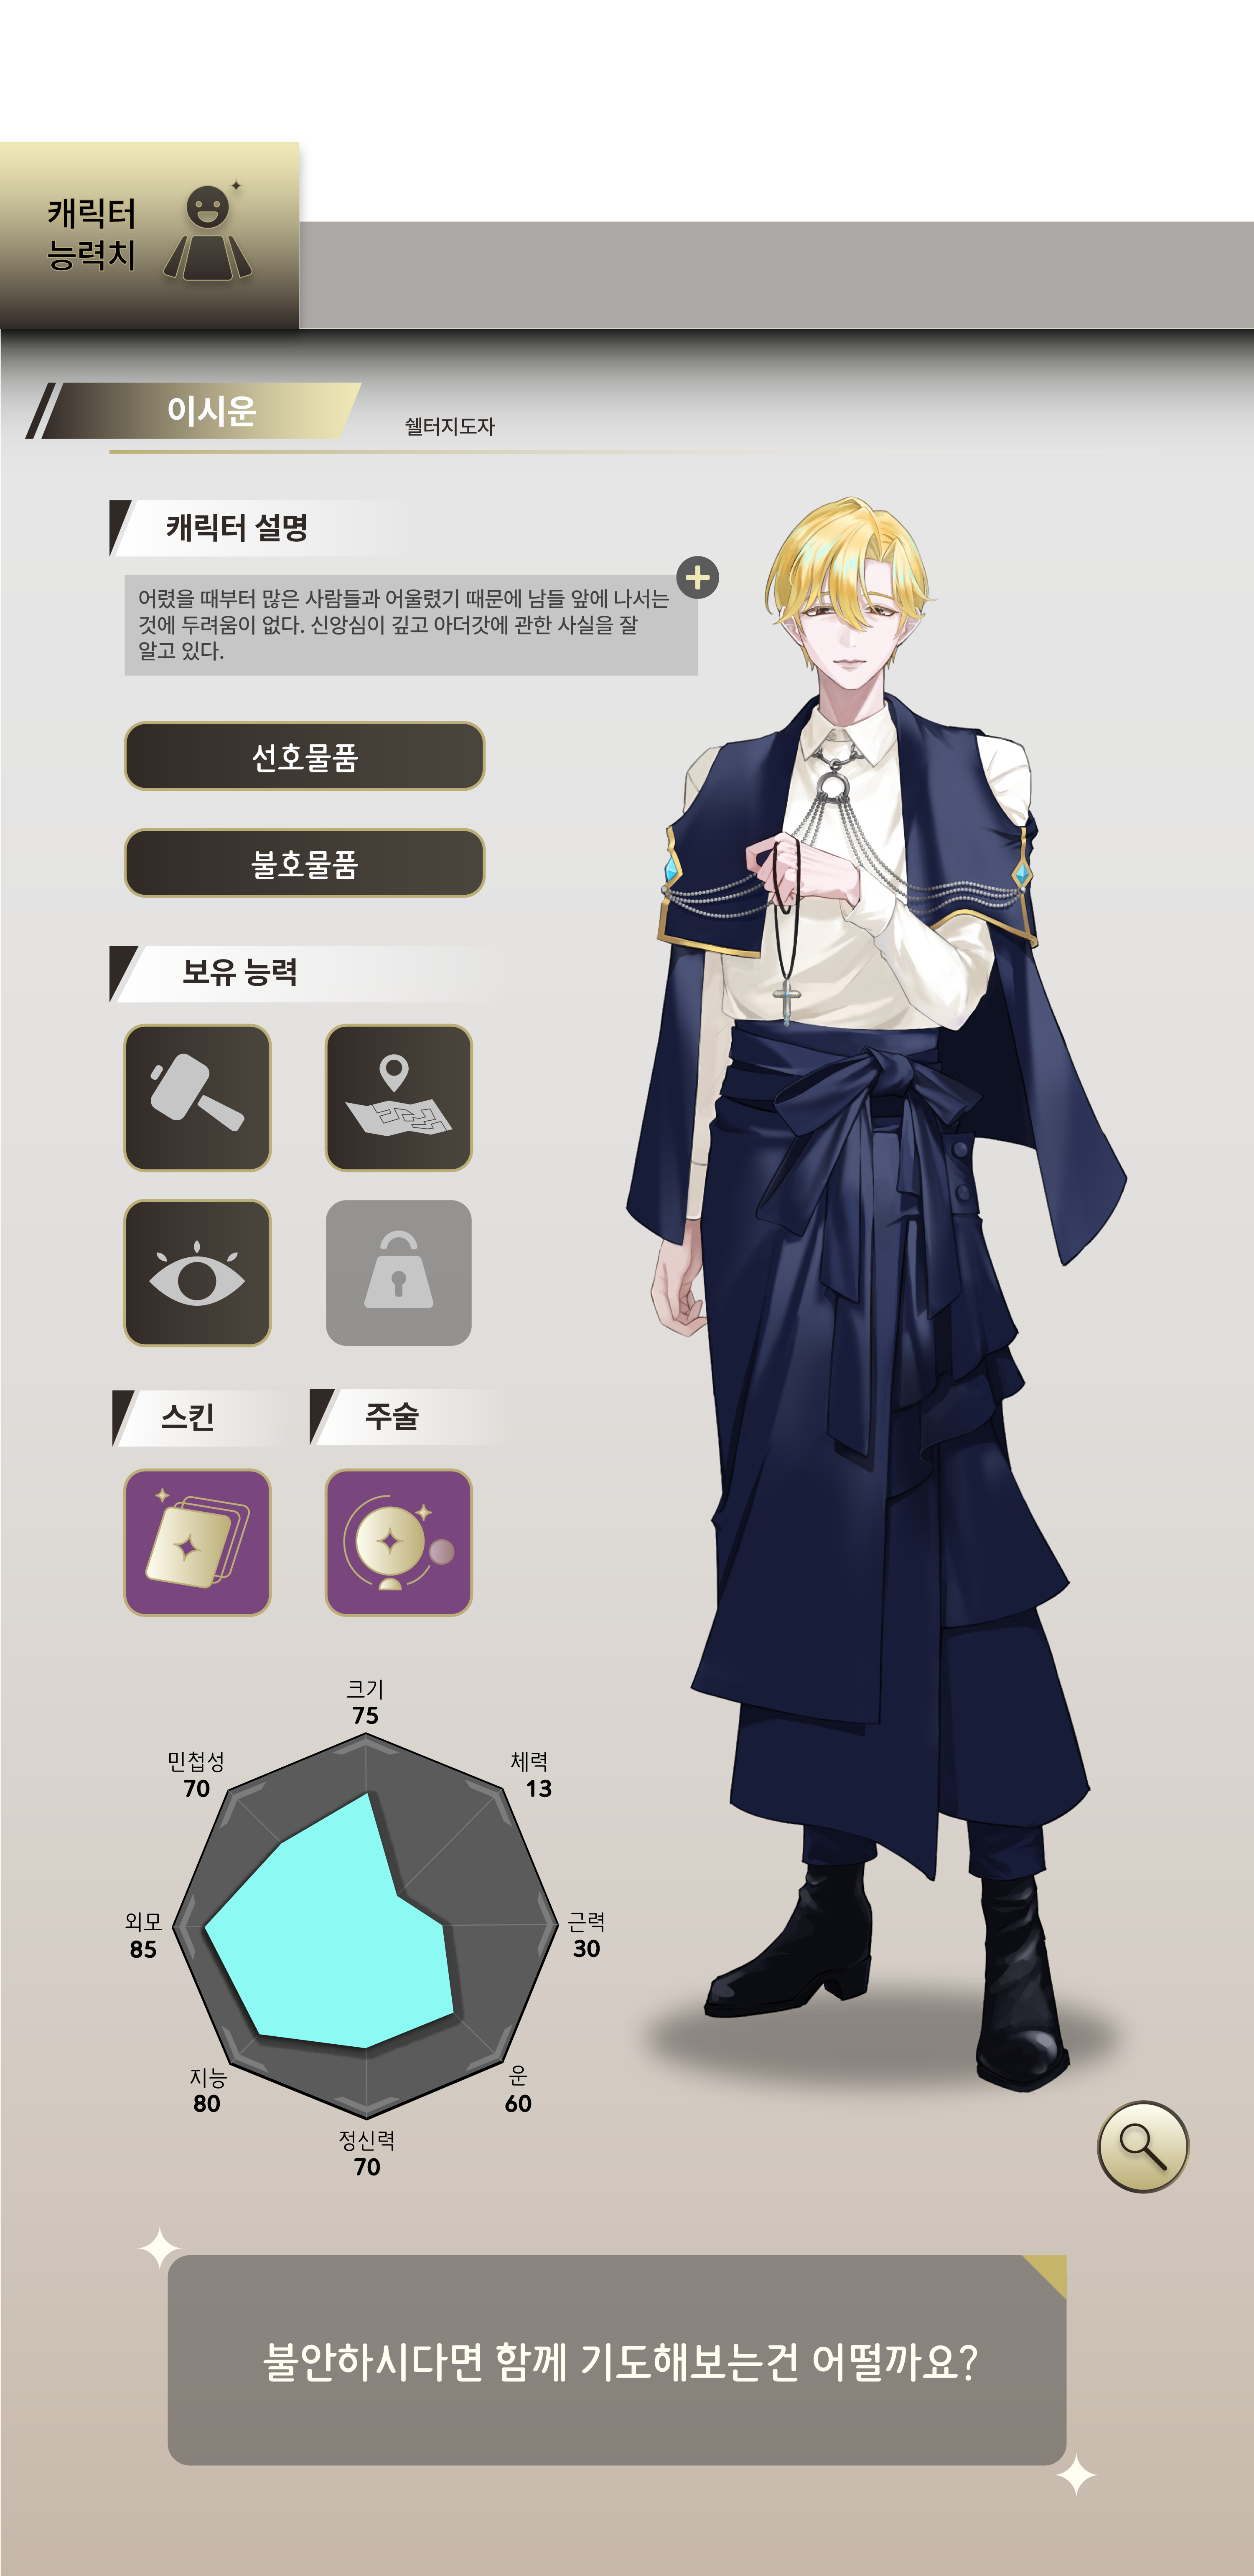 캐릭터
능력치
이시운
쉘터지도자
캐릭터 설명
어렸을 때부터 많은 사람들과 어울렸기 때문에 남들 앞에 나서는
것에 두려움이 없다. 신앙심이 깊고 아더갓에 관한 사실을 잘
알고 있다.
선호물품
불호물품
보유 능력
스킨
주술
크기
75
민첩성
70
체력
13
외모
85
근력
30
지능
80
운
60
정신력
70
불안하시다면 함께 기도해보는건 어떨까요?